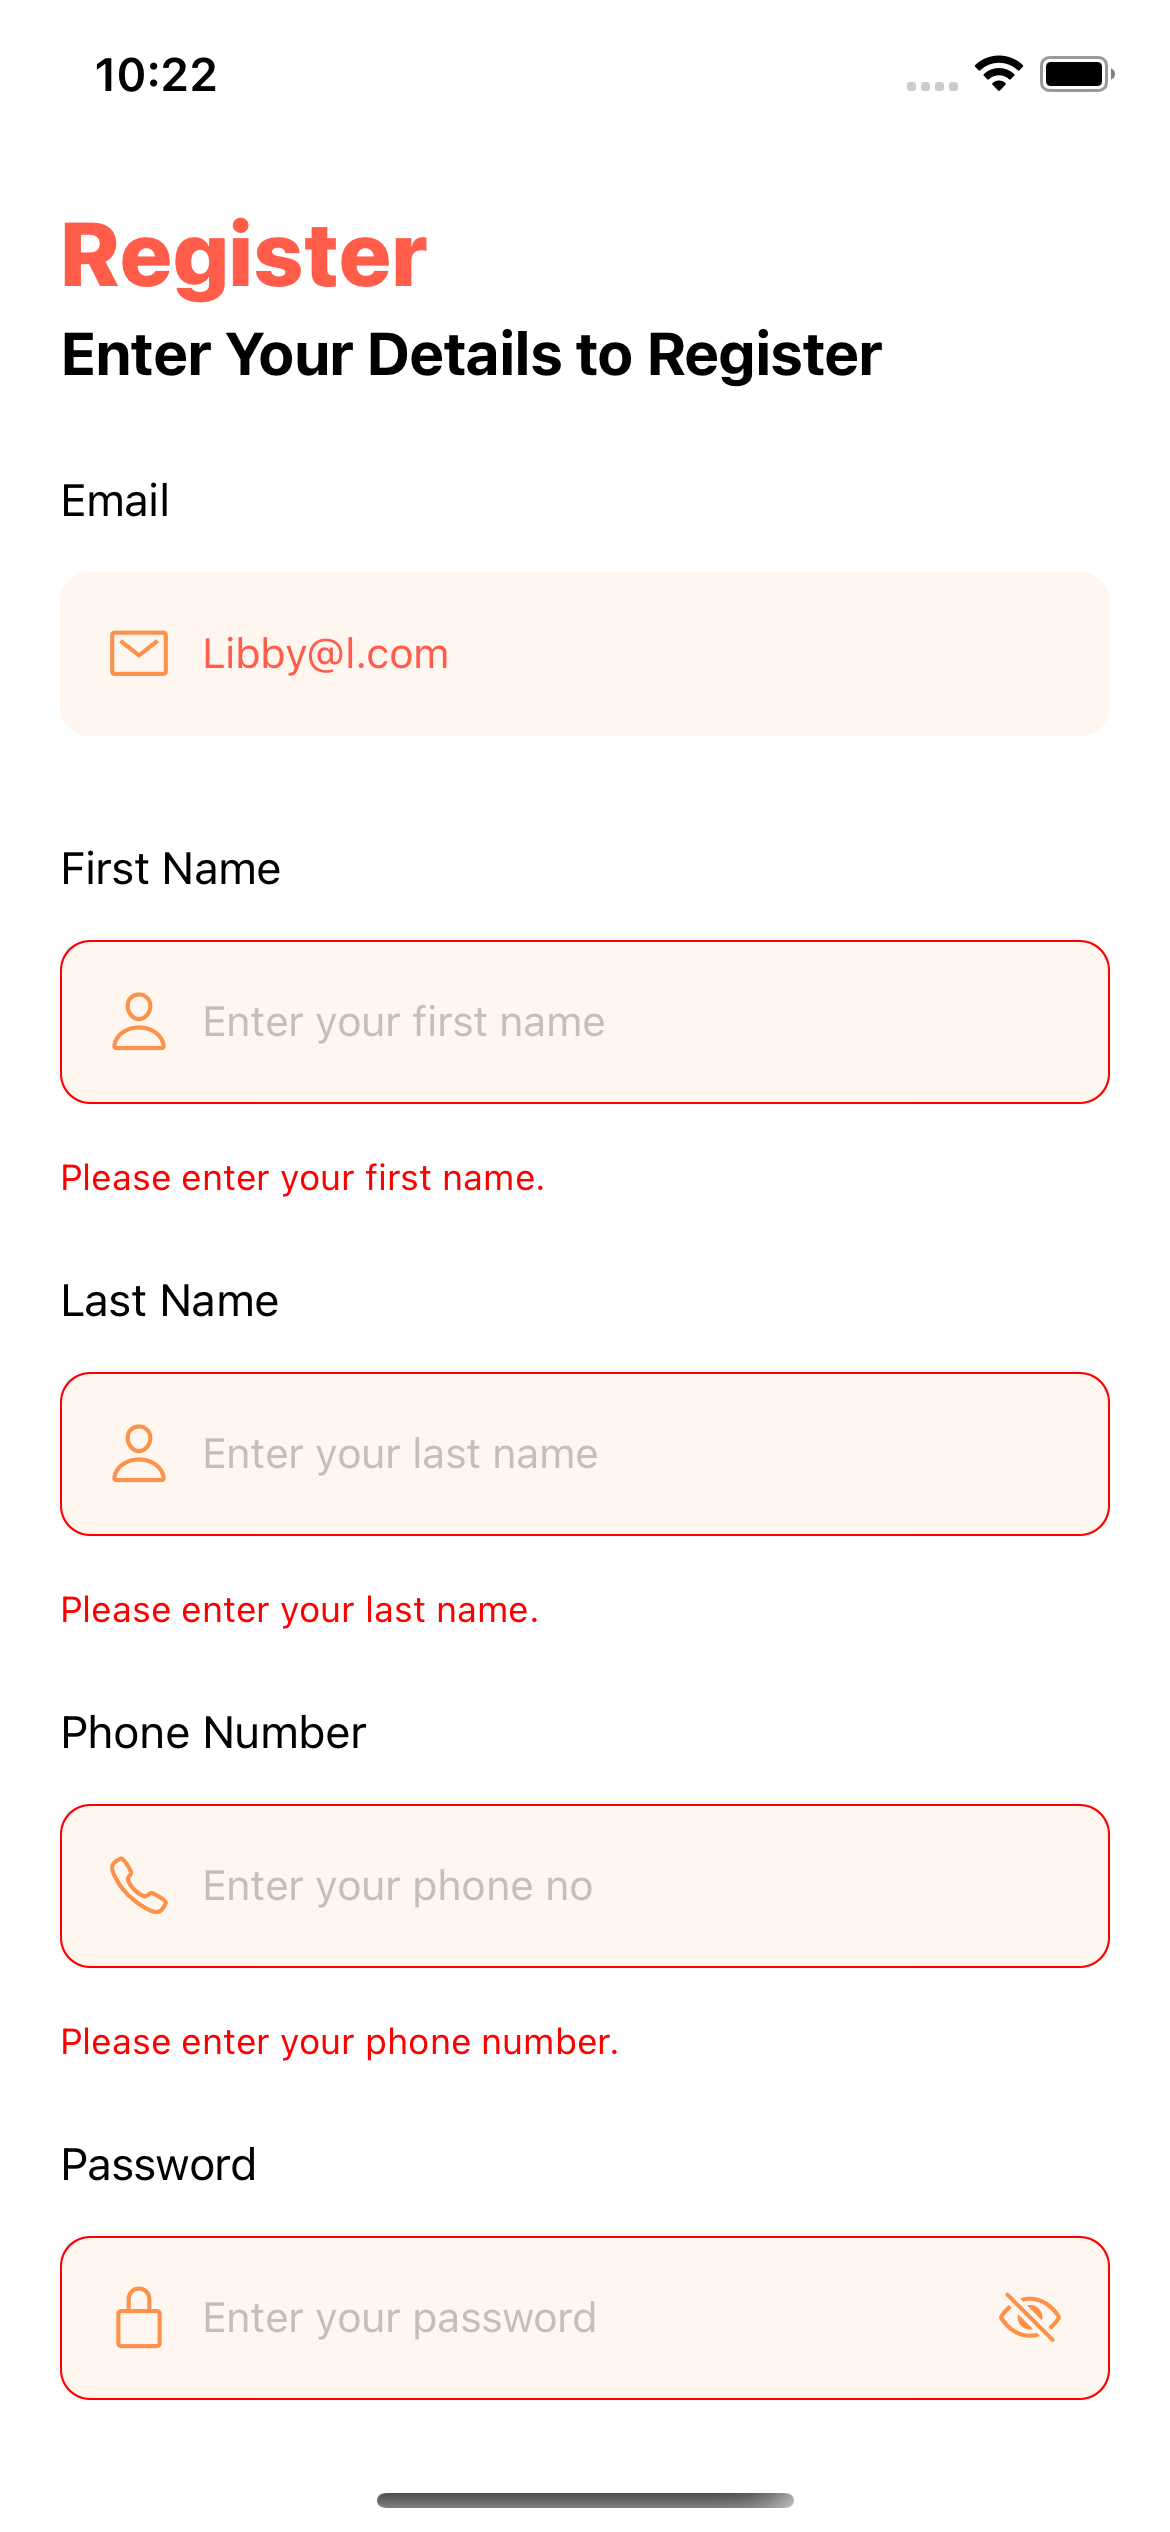 10:22
Register
Enter Your Details to Register
Email
Libby@l.com
First Name
Enter your first name
Please enter your first name.
Last Name
Enter your last name
Please enter your last name.
Phone Number
Enter your phone no
Please enter your phone number.
Password
Enter your password